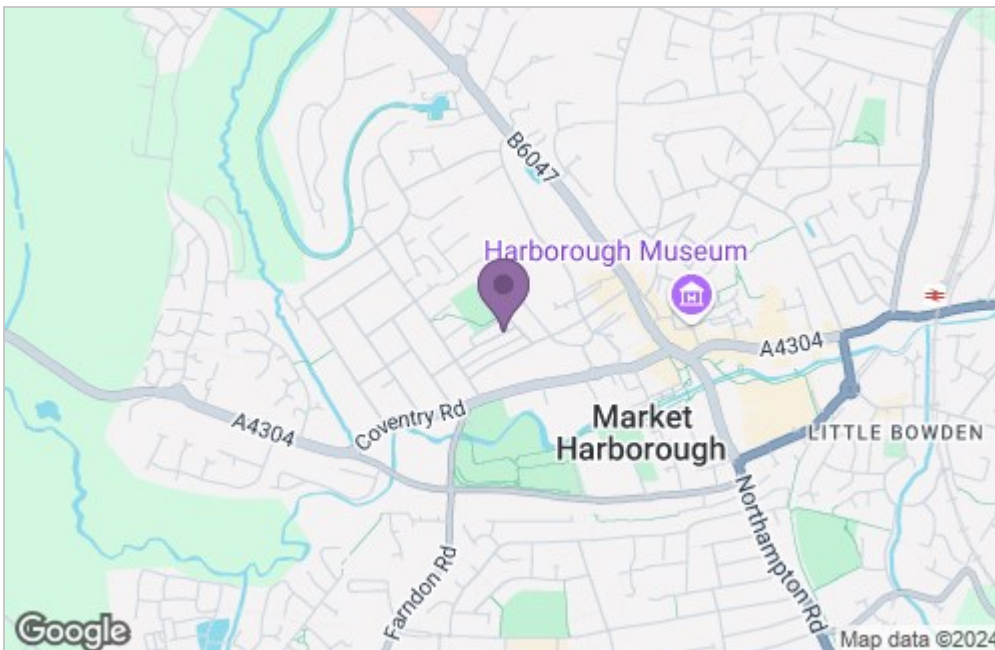 B6047
Harborough Museum
A4304
Coventry Rd
Market
Harborough
LITTLE BOWDEN
A4304
Northampton Rd
Farndon Rd
Google
Map data ©2024